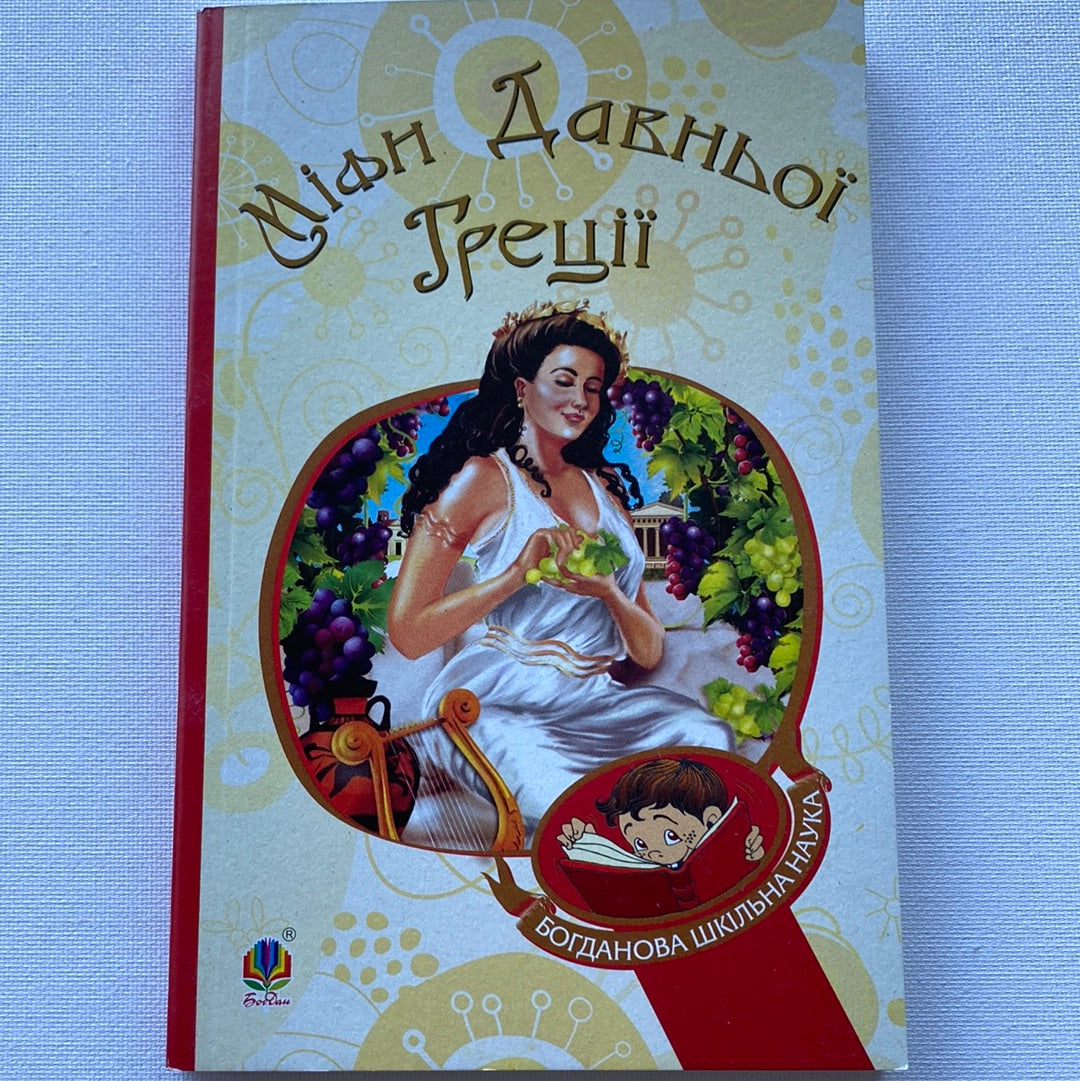 Міфи Давньої
Греції
БОГДАНОВА ШКІЛЬНА НАУКА
®
Богдан